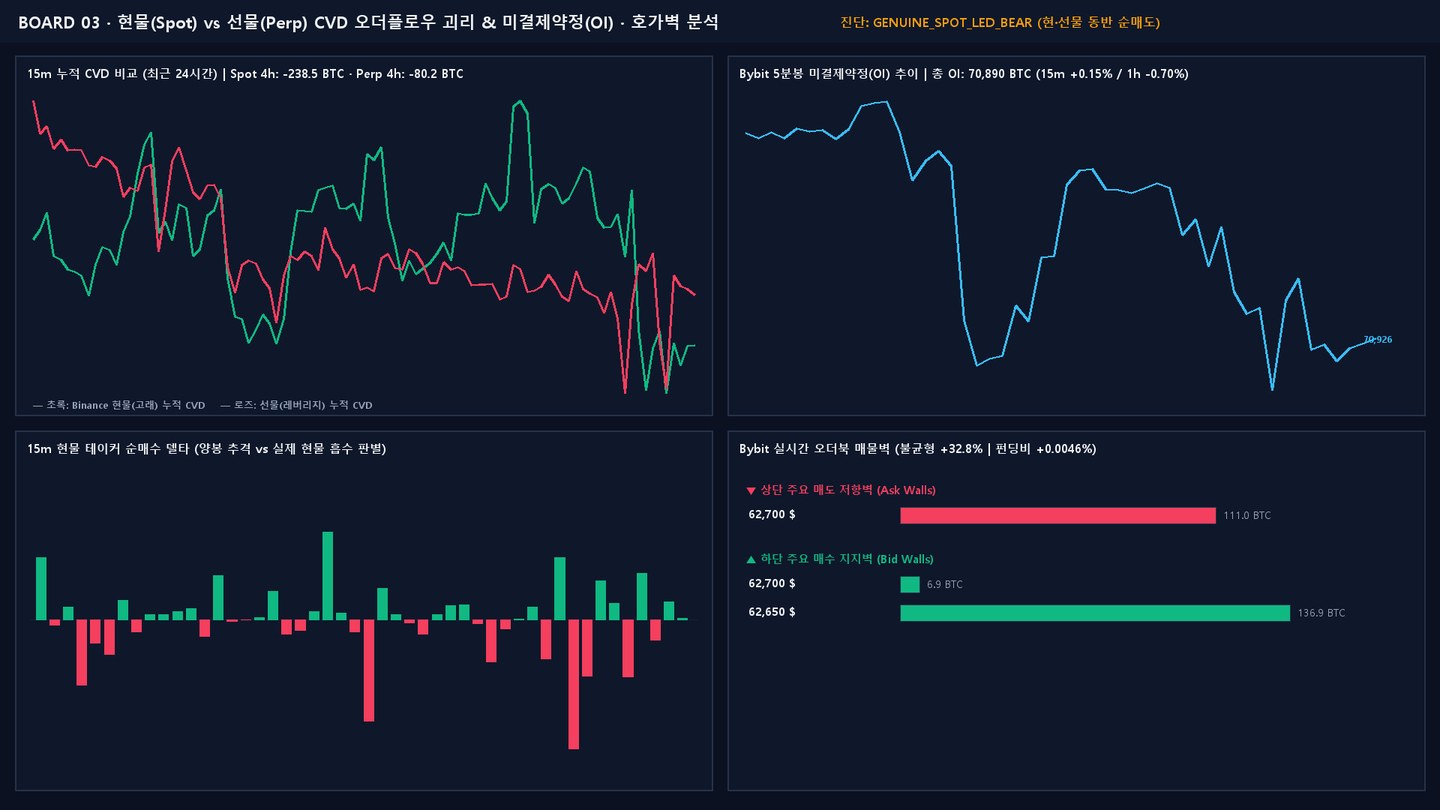 BOARD 03 · 현물(Spot) vs 선물(Perp) CVD 오더플로우 괴리 & 미결제약정(OI) · 호가벽 분석
진단: GENUINE_SPOT_LED_BEAR (현·선물 동반 순매도)
15m 누적 CVD 비교 (최근 24시간) | Spot 4h: -238.5 BTC · Perp 4h: -80.2 BTC
— 초록: Binance 현물(고래) 누적 CVD — 로즈: 선물(레버리지) 누적 CVD
Bybit 5분봉 미결제약정(OI) 추이 | 총 OI: 70,890 BTC (15m +0.15% / 1h -0.70%)
70,926
15m 현물 테이커 순매수 델타 (양봉 추격 vs 실제 현물 흡수 판별)
Bybit 실시간 오더북 매물벽 (불균형 +32.8% | 펀딩비 +0.0046%)
▼ 상단 주요 매도 저항벽 (Ask Walls)
62,700 $ 111.0 BTC
▲ 하단 주요 매수 지지벽 (Bid Walls)
62,700 $ 6.9 BTC
62,650 $ 136.9 BTC